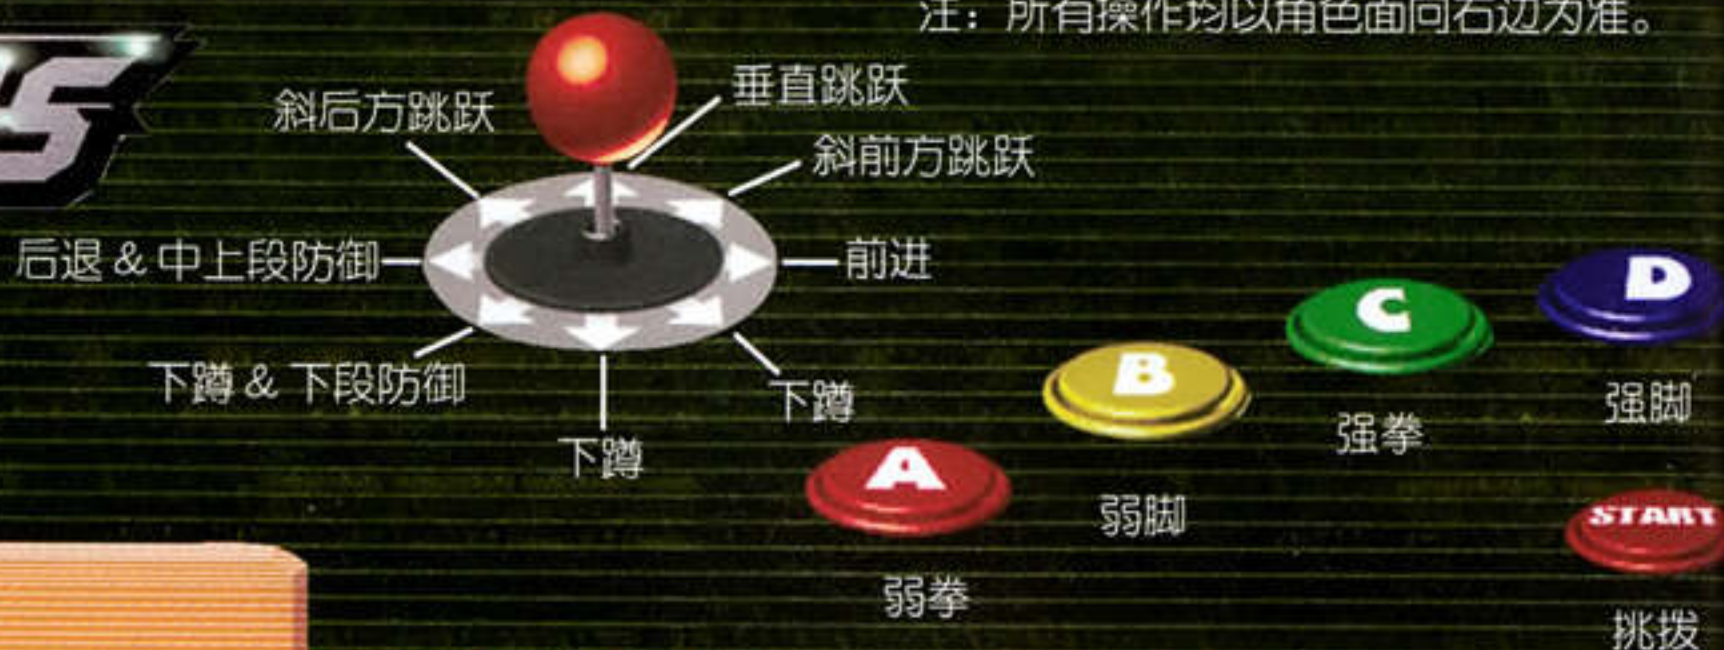 注：所有操作均以角色面向右边为准。
S
垂直跳跃
斜后方跳跃
斜前方跳跃
后退 & 中上段防御
前进
下蹲 & 下段防御
下蹲
下蹲
A
弱拳
B
弱脚
C
强拳
D
强脚
START
挑拨